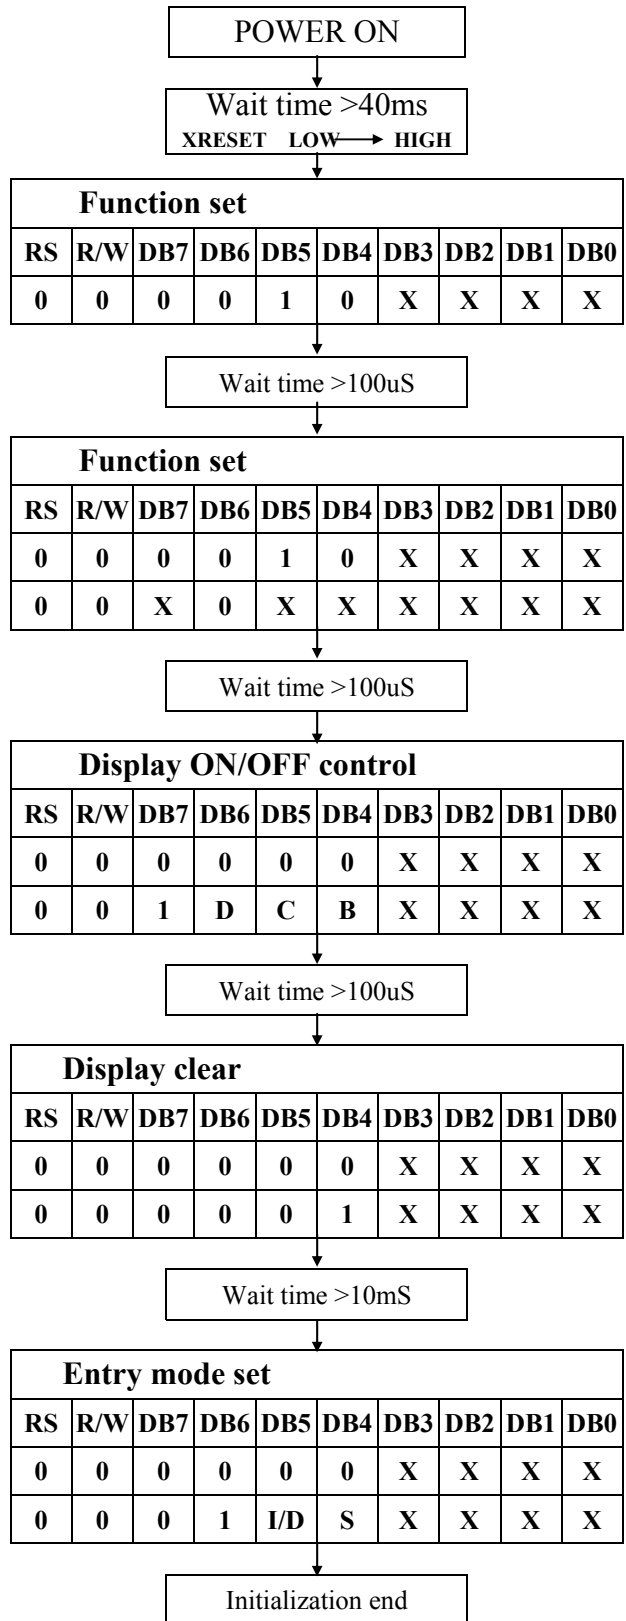 POWER ON
Wait time >40ms
XRESET LOW HIGH
Function set
RS R/W DB7 DB6 DB5 DB4 DB3 DB2 DB1 DB0
0 0 0 0 1 0 X X X X
Wait time >100uS
Function set
RS R/W DB7 DB6 DB5 DB4 DB3 DB2 DB1 DB0
0 0 0 0 1 0 X X X X
0 0 X 0 X X X X X X
Wait time >100uS
Display ON/OFF control
RS R/W DB7 DB6 DB5 DB4 DB3 DB2 DB1 DB0
0 0 0 0 0 0 X X X X
0 0 1 D C B X X X X
Wait time >100uS
Display clear
RS R/W DB7 DB6 DB5 DB4 DB3 DB2 DB1 DB0
0 0 0 0 0 0 X X X X
0 0 0 0 0 1 X X X X
Wait time >10mS
Entry mode set
RS R/W DB7 DB6 DB5 DB4 DB3 DB2 DB1 DB0
0 0 0 0 0 0 X X X X
0 0 0 1 I/D S X X X X
Initialization end